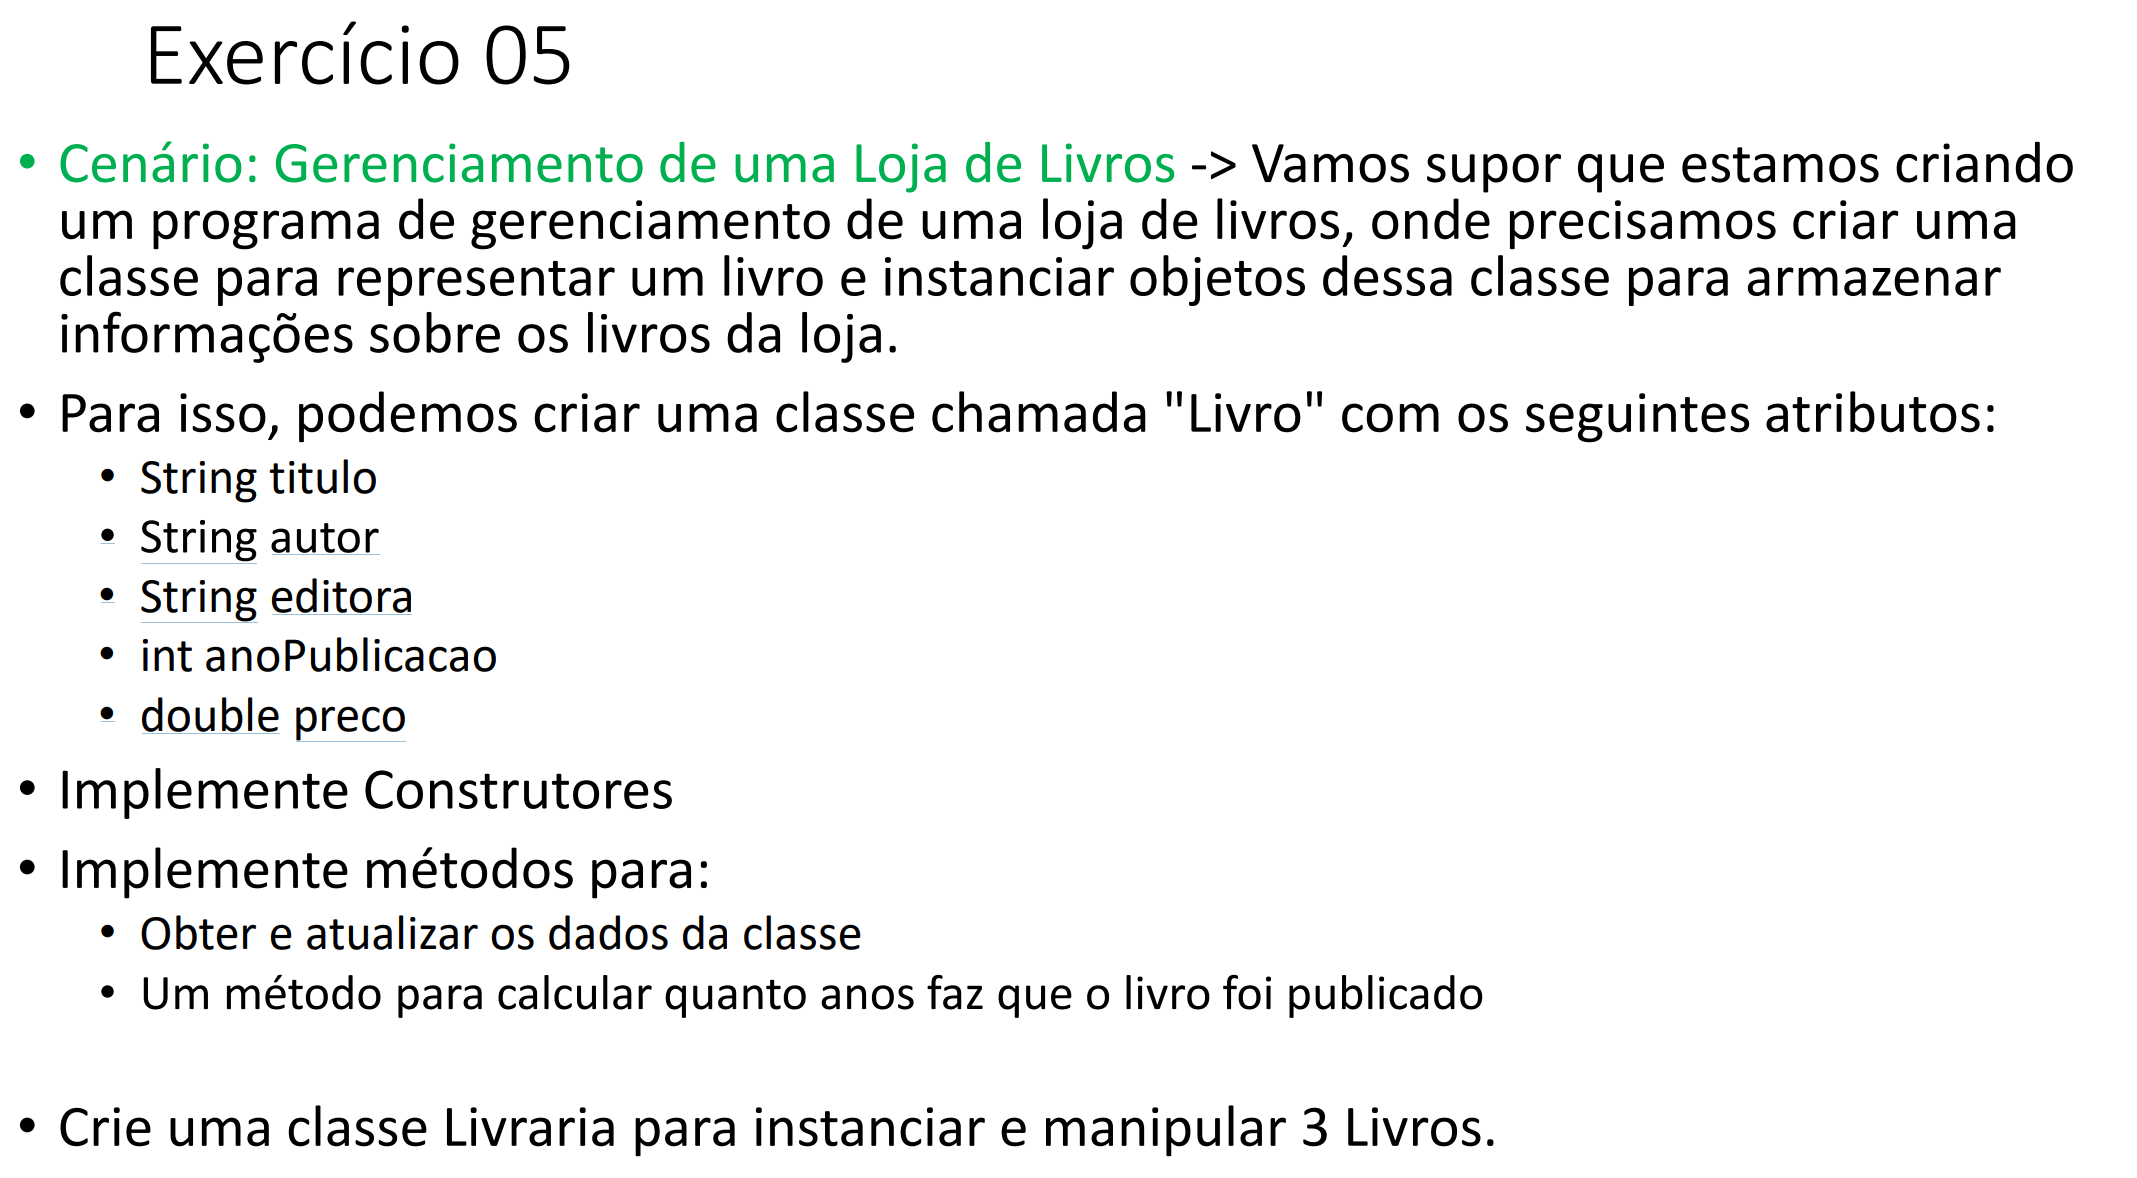 Exercício 05
• Cenário: Gerenciamento de uma Loja de Livros -> Vamos supor que estamos criando
um programa de gerenciamento de uma loja de livros, onde precisamos criar uma
classe para representar um livro e instanciar objetos dessa classe para armazenar
informações sobre os livros da loja.
• Para isso, podemos criar uma classe chamada "Livro" com os seguintes atributos:
• String titulo
• String autor
• String editora
• int anoPublicacao
• double preco
• Implemente Construtores
• Implemente métodos para:
• Obter e atualizar os dados da classe
• Um método para calcular quanto anos faz que o livro foi publicado
• Crie uma classe Livraria para instanciar e manipular 3 Livros.